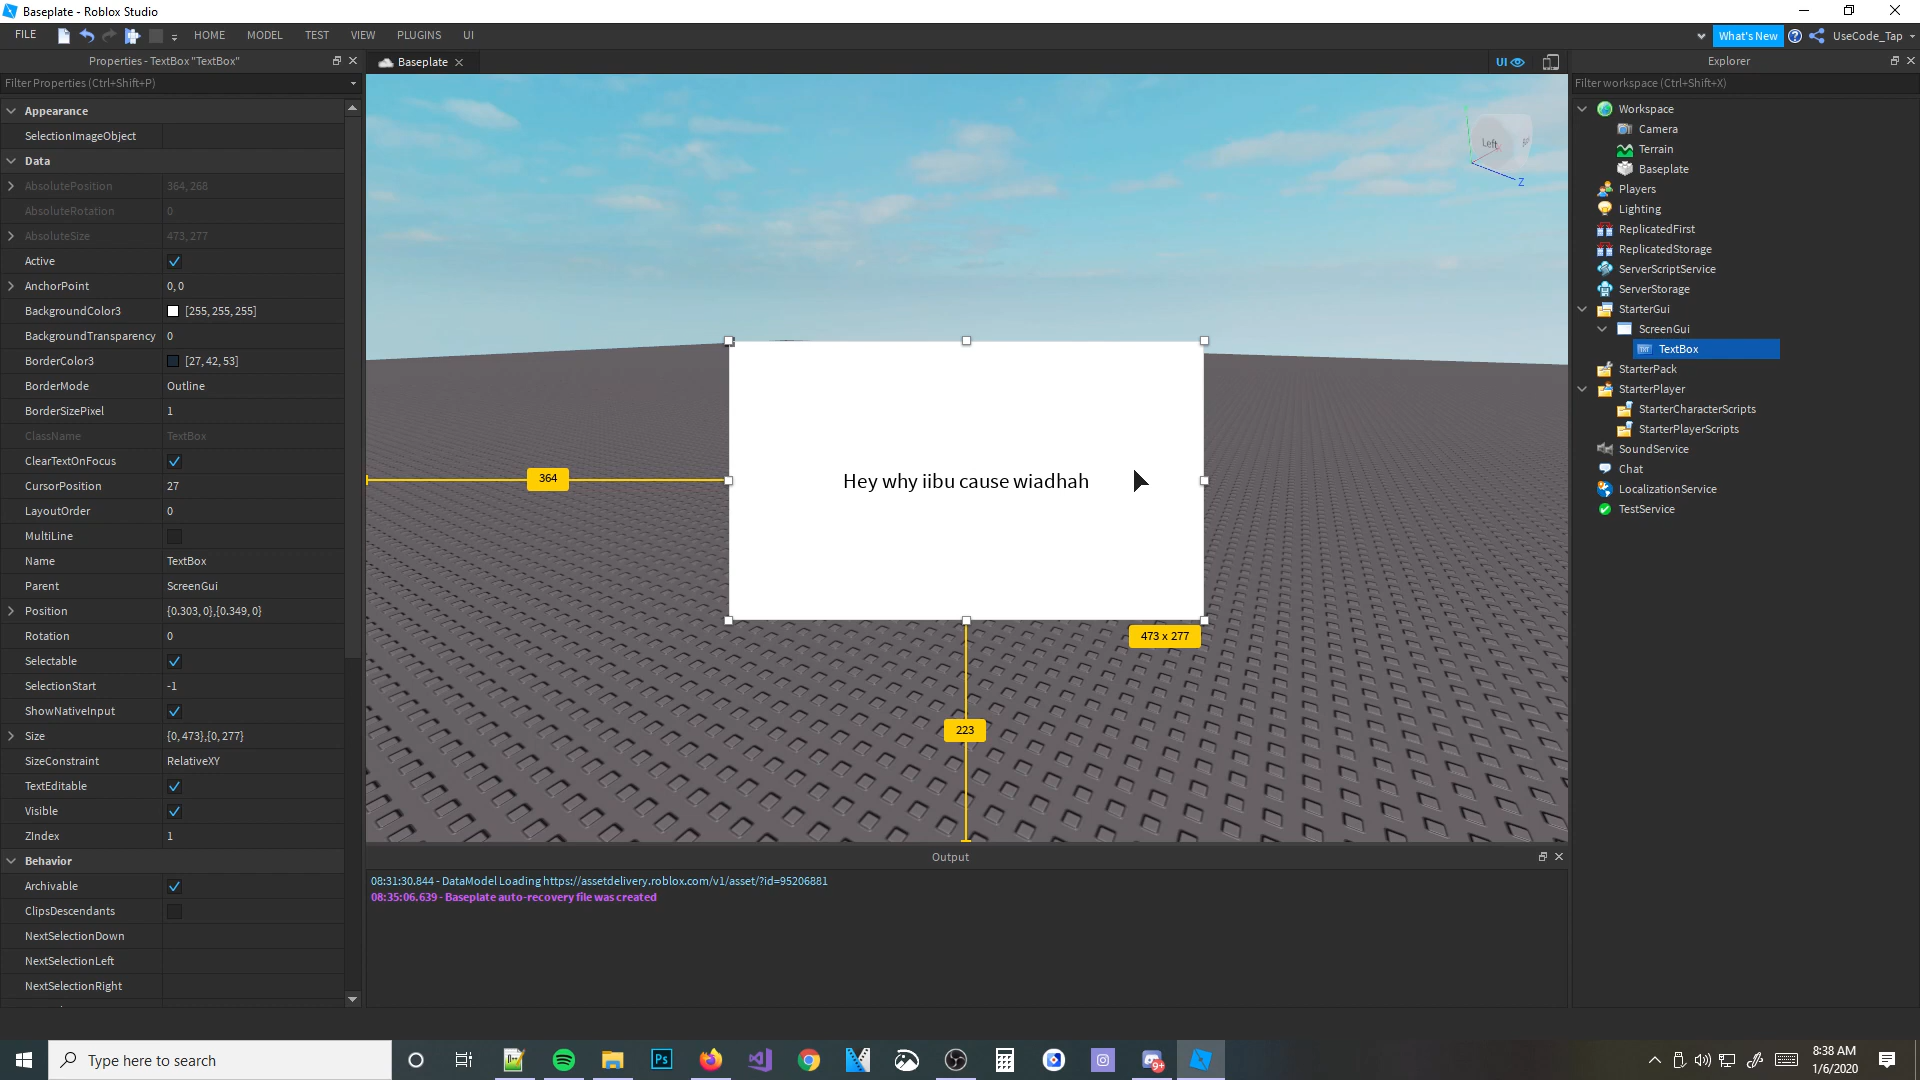 Baseplate - Roblox Studio
FILE
HOME
MODEL
TEST
VIEW
PLUGINS
UI
What's New
UseCode_Tap
Properties - TextBox "TextBox"
Filter Properties (Ctrl+Shift+P)
Appearance
SelectionImageObject
Data
AbsolutePosition 364, 268
AbsoluteRotation 0
AbsoluteSize 473, 277
Active
AnchorPoint 0, 0
BackgroundColor3 [255, 255, 255]
BackgroundTransparency 0
BorderColor3 [27, 42, 53]
BorderMode Outline
BorderSizePixel 1
ClassName TextBox
ClearTextOnFocus
CursorPosition 27
LayoutOrder 0
MultiLine
Name TextBox
Parent ScreenGui
Position {0.303, 0},{0.349, 0}
Rotation 0
Selectable
SelectionStart -1
ShowNativeInput
Size {0, 473},{0, 277}
SizeConstraint RelativeXY
TextEditable
Visible
ZIndex 1
Behavior
Archivable
ClipsDescendants
NextSelectionDown
NextSelectionLeft
NextSelectionRight
Baseplate
UI
Left
Z
Hey why iibu cause wiadhah
364
473 x 277
223
Output
08:31:30.844 - DataModel Loading https://assetdelivery.roblox.com/v1/asset/?id=95206881
08:35:06.639 - Baseplate auto-recovery file was created
Explorer
Filter workspace (Ctrl+Shift+X)
Workspace
Camera
Terrain
Baseplate
Players
Lighting
ReplicatedFirst
ReplicatedStorage
ServerScriptService
ServerStorage
StarterGui
ScreenGui
TextBox
StarterPack
StarterPlayer
StarterCharacterScripts
StarterPlayerScripts
SoundService
Chat
LocalizationService
TestService
Type here to search
Ps
9+
8:38 AM
1/6/2020